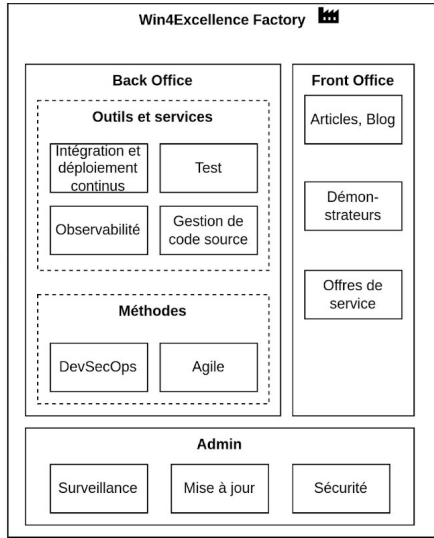 Win4Excellence Factory
Back Office
Outils et services
Intégration et
déploiement
continus
Test
Observabilité
Gestion de
code source
Méthodes
DevSecOps
Agile
Front Office
Articles, Blog
Démon-
strateurs
Offres de
service
Admin
Surveillance
Mise à jour
Sécurité